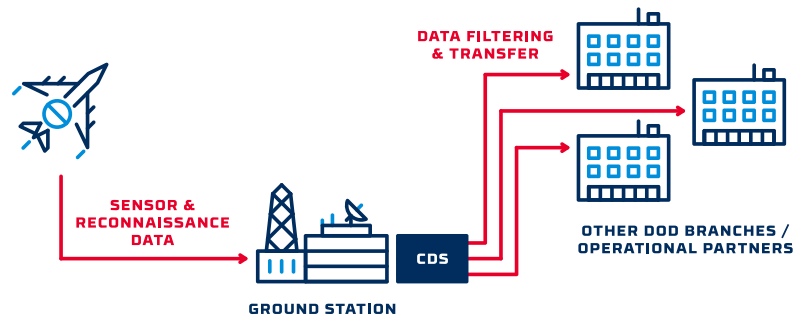 DATA FILTERING
& TRANSFER
SENSOR &
RECONNAISSANCE
DATA
CDS
GROUND STATION
OTHER DOD BRANCHES /
OPERATIONAL PARTNERS